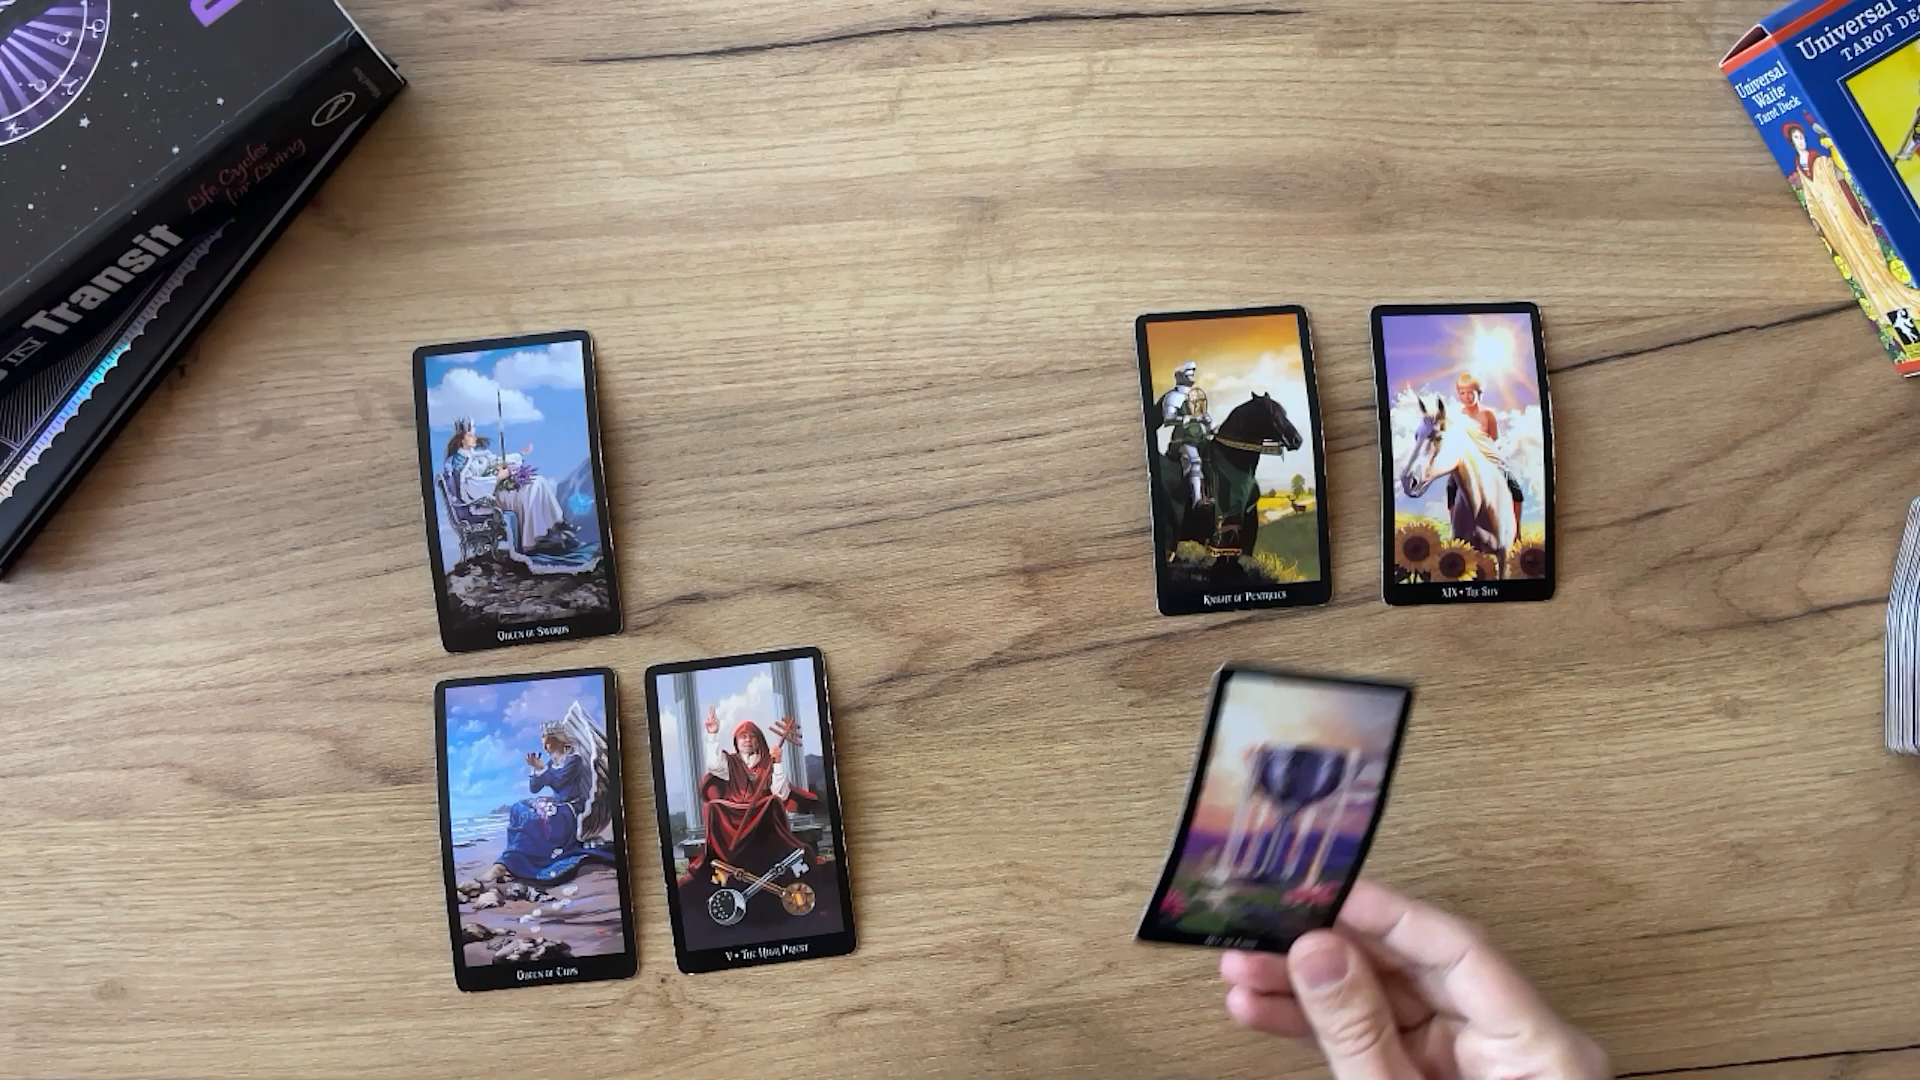 IN Transit
Life Cycles
for Living
Universal
TAROT DE
Universal
Waite
Tarot Deck
QUEEN OF SWORDS
KNIGHT OF PENTACLES
XIX • THE SUN
QUEEN OF CUPS
V • THE HIGH PRIEST